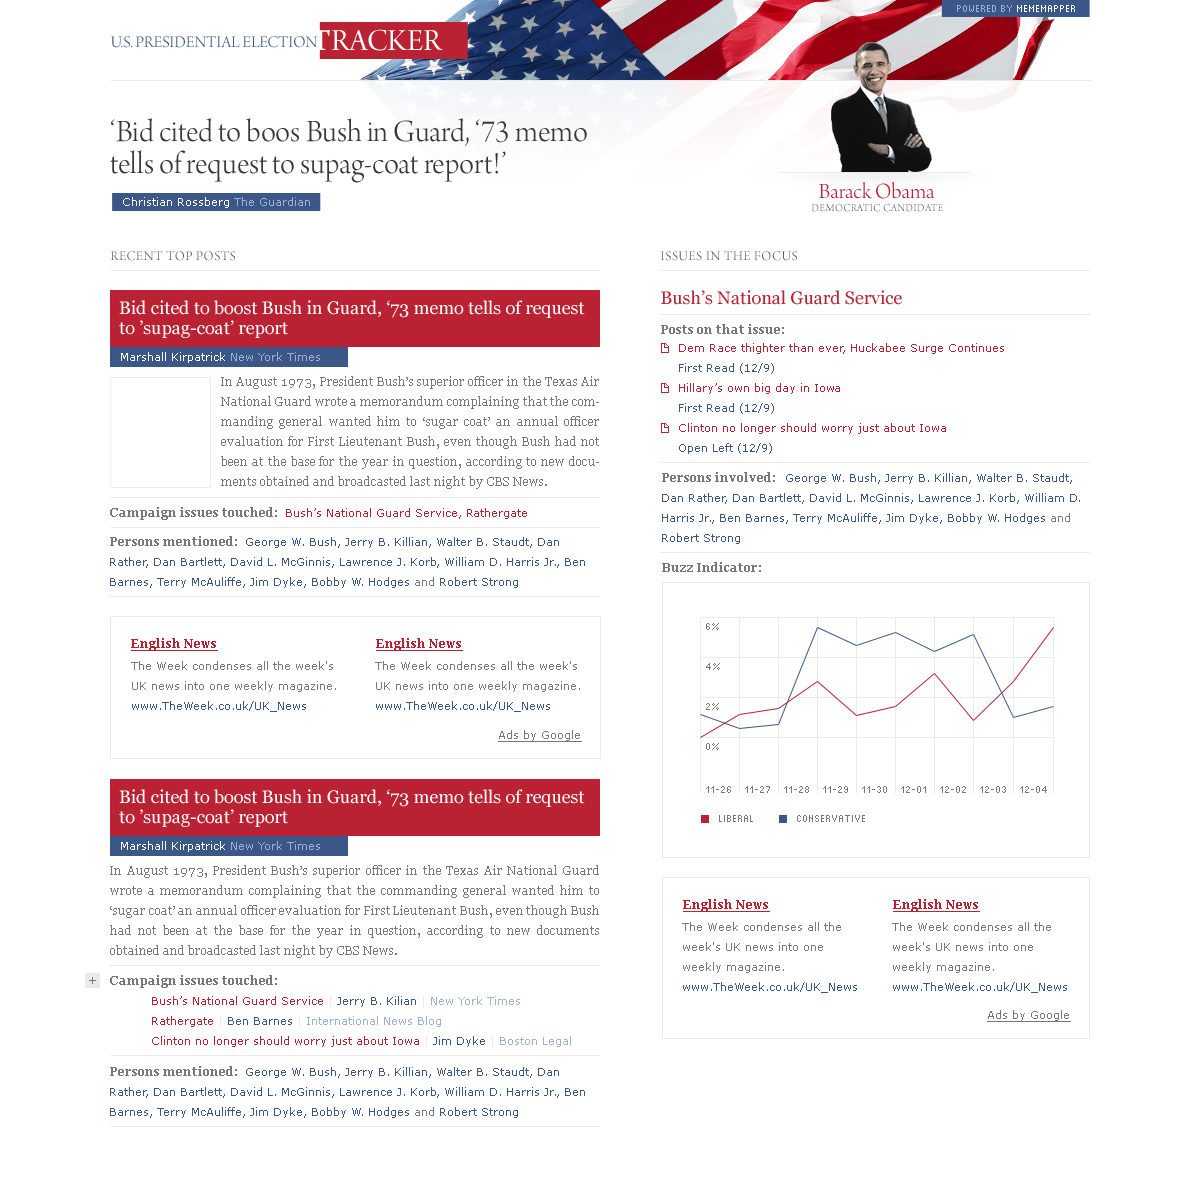 POWERED BY MEMEMAPPER
U.S. PRESIDENTIAL ELECTION TRACKER
‘Bid cited to boos Bush in Guard, ‘73 memo
tells of request to supag-coat report!’
Christian Rossberg The Guardian
Barack Obama
DEMOCRATIC CANDIDATE
RECENT TOP POSTS
Bid cited to boost Bush in Guard, ‘73 memo tells of request
to ’supag-coat’ report
Marshall Kirpatrick New York Times
In August 1973, President Bush’s superior officer in the Texas Air
National Guard wrote a memorandum complaining that the com-
manding general wanted him to ‘sugar coat’ an annual officer
evaluation for First Lieutenant Bush, even though Bush had not
been at the base for the year in question, according to new docu-
ments obtained and broadcasted last night by CBS News.
Campaign issues touched: Bush’s National Guard Service, Rathergate
Persons mentioned: George W. Bush, Jerry B. Killian, Walter B. Staudt, Dan
Rather, Dan Bartlett, David L. McGinnis, Lawrence J. Korb, William D. Harris Jr., Ben
Barnes, Terry McAuliffe, Jim Dyke, Bobby W. Hodges and Robert Strong
English News
The Week condenses all the week's
UK news into one weekly magazine.
www.TheWeek.co.uk/UK_News
English News
The Week condenses all the week's
UK news into one weekly magazine.
www.TheWeek.co.uk/UK_News
Ads by Google
Bid cited to boost Bush in Guard, ‘73 memo tells of request
to ’supag-coat’ report
Marshall Kirpatrick New York Times
In August 1973, President Bush’s superior officer in the Texas Air National Guard
wrote a memorandum complaining that the commanding general wanted him to
‘sugar coat’ an annual officer evaluation for First Lieutenant Bush, even though Bush
had not been at the base for the year in question, according to new documents
obtained and broadcasted last night by CBS News.
+ Campaign issues touched:
Bush’s National Guard Service | Jerry B. Kilian | New York Times
Rathergate | Ben Barnes | International News Blog
Clinton no longer should worry just about Iowa | Jim Dyke | Boston Legal
Persons mentioned: George W. Bush, Jerry B. Killian, Walter B. Staudt, Dan
Rather, Dan Bartlett, David L. McGinnis, Lawrence J. Korb, William D. Harris Jr., Ben
Barnes, Terry McAuliffe, Jim Dyke, Bobby W. Hodges and Robert Strong
ISSUES IN THE FOCUS
Bush’s National Guard Service
Posts on that issue:
Dem Race thighter than ever, Huckabee Surge Continues
First Read (12/9)
Hillary’s own big day in Iowa
First Read (12/9)
Clinton no longer should worry just about Iowa
Open Left (12/9)
Persons involved: George W. Bush, Jerry B. Killian, Walter B. Staudt,
Dan Rather, Dan Bartlett, David L. McGinnis, Lawrence J. Korb, William D.
Harris Jr., Ben Barnes, Terry McAuliffe, Jim Dyke, Bobby W. Hodges and
Robert Strong
Buzz Indicator:
6%
4%
2%
0%
11-26 11-27 11-28 11-29 11-30 12-01 12-02 12-03 12-04
LIBERAL CONSERVATIVE
English News
The Week condenses all the
week's UK news into one
weekly magazine.
www.TheWeek.co.uk/UK_News
English News
The Week condenses all the
week's UK news into one
weekly magazine.
www.TheWeek.co.uk/UK_News
Ads by Google